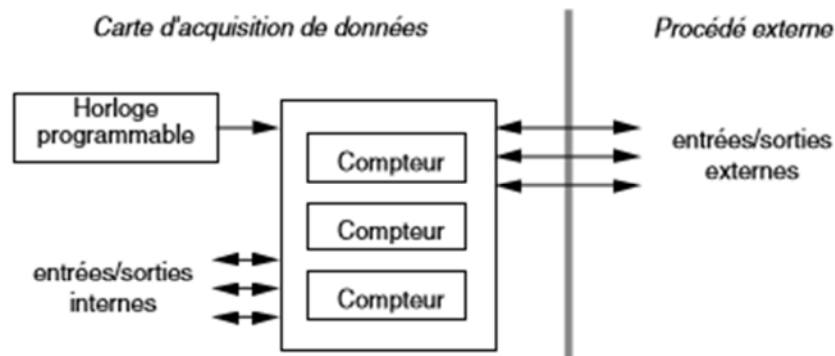 Carte d'acquisition de données
Procédé externe
Horloge
programmable
Compteur
entrées/sorties
externes
Compteur
entrées/sorties
internes
Compteur